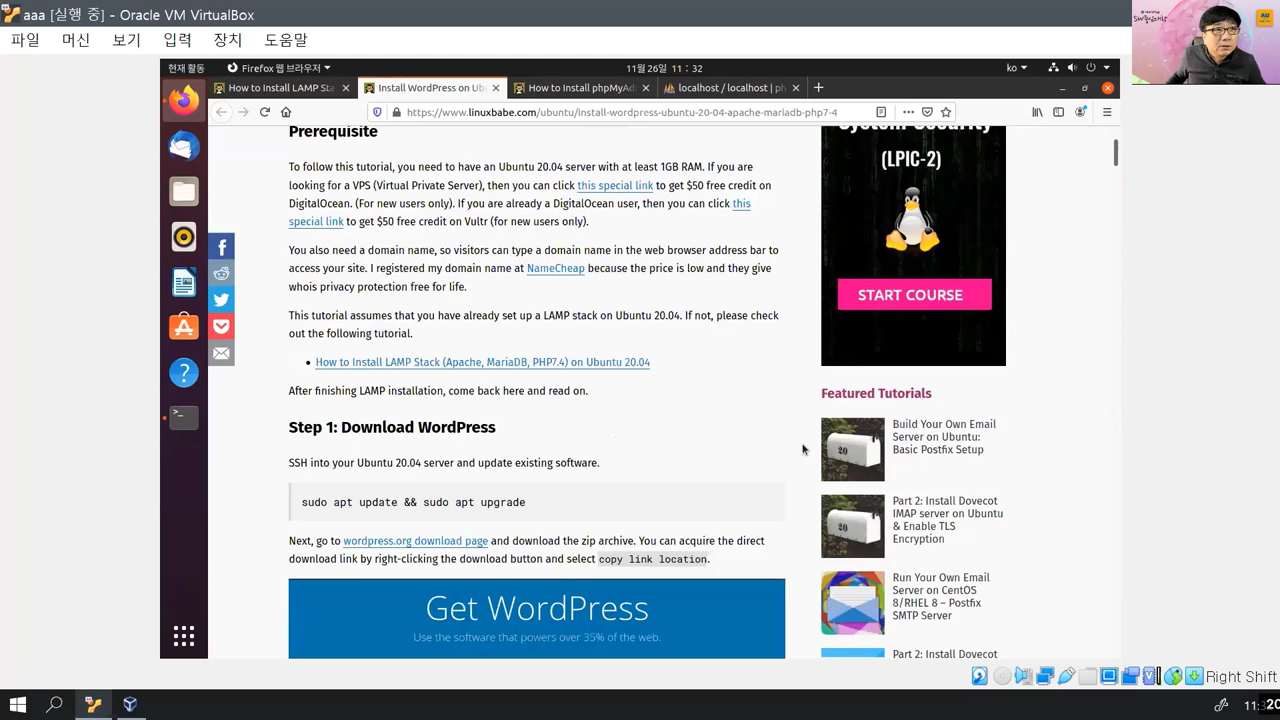 aaa [실행 중] - Oracle VM VirtualBox
파일 머신 보기 입력 장치 도움말
현재 활동 Firefox 웹 브라우저 11월 26일 11 : 32 ko
How to Install LAMP Sta
Install WordPress on Ub
How to Install phpMyAd
localhost / localhost | ph
https://www.linuxbabe.com/ubuntu/install-wordpress-ubuntu-20-04-apache-mariadb-php7-4
Prerequisite
To follow this tutorial, you need to have an Ubuntu 20.04 server with at least 1GB RAM. If you are
looking for a VPS (Virtual Private Server), then you can click this special link to get $50 free credit on
DigitalOcean. (For new users only). If you are already a DigitalOcean user, then you can click this
special link to get $50 free credit on Vultr (for new users only).
You also need a domain name, so visitors can type a domain name in the web browser address bar to
access your site. I registered my domain name at NameCheap because the price is low and they give
whois privacy protection free for life.
This tutorial assumes that you have already set up a LAMP stack on Ubuntu 20.04. If not, please check
out the following tutorial.
• How to Install LAMP Stack (Apache, MariaDB, PHP7.4) on Ubuntu 20.04
After finishing LAMP installation, come back here and read on.
Step 1: Download WordPress
SSH into your Ubuntu 20.04 server and update existing software.
sudo apt update && sudo apt upgrade
Next, go to wordpress.org download page and download the zip archive. You can acquire the direct
download link by right-clicking the download button and select copy link location.
Get WordPress
Use the software that powers over 35% of the web.
System Security
(LPIC-2)
START COURSE
Featured Tutorials
Build Your Own Email
Server on Ubuntu:
Basic Postfix Setup
Part 2: Install Dovecot
IMAP server on Ubuntu
& Enable TLS
Encryption
Run Your Own Email
Server on CentOS
8/RHEL 8 – Postfix
SMTP Server
Part 2: Install Dovecot
Right Shift
SW중심대학